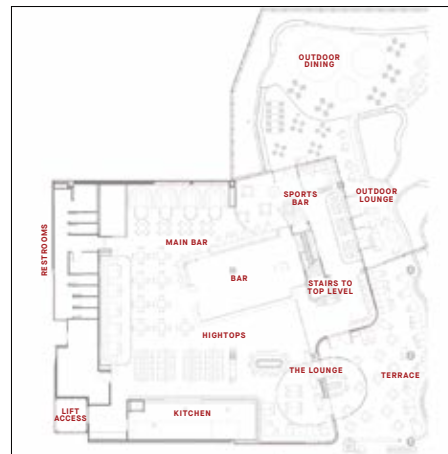 OUTDOOR
DINING
SPORTS
BAR
OUTDOOR
LOUNGE
RESTROOMS
MAIN BAR
BAR
STAIRS TO
TOP LEVEL
HIGHTOPS
THE LOUNGE
TERRACE
LIFT
ACCESS
KITCHEN